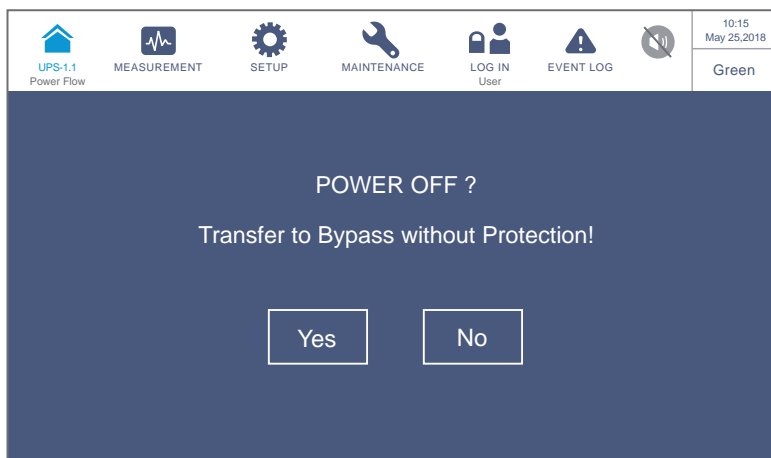 10:15
May 25,2018
UPS-1.1
MEASUREMENT
SETUP
MAINTENANCE
LOG IN
EVENT LOG
Green
Power Flow
User
POWER OFF ?
Transfer to Bypass without Protection!
Yes
No